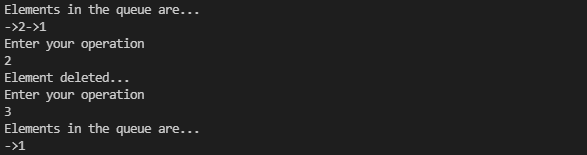 Elements in the queue are...
->2->1
Enter your operation
2
Element deleted...
Enter your operation
3
Elements in the queue are...
->1